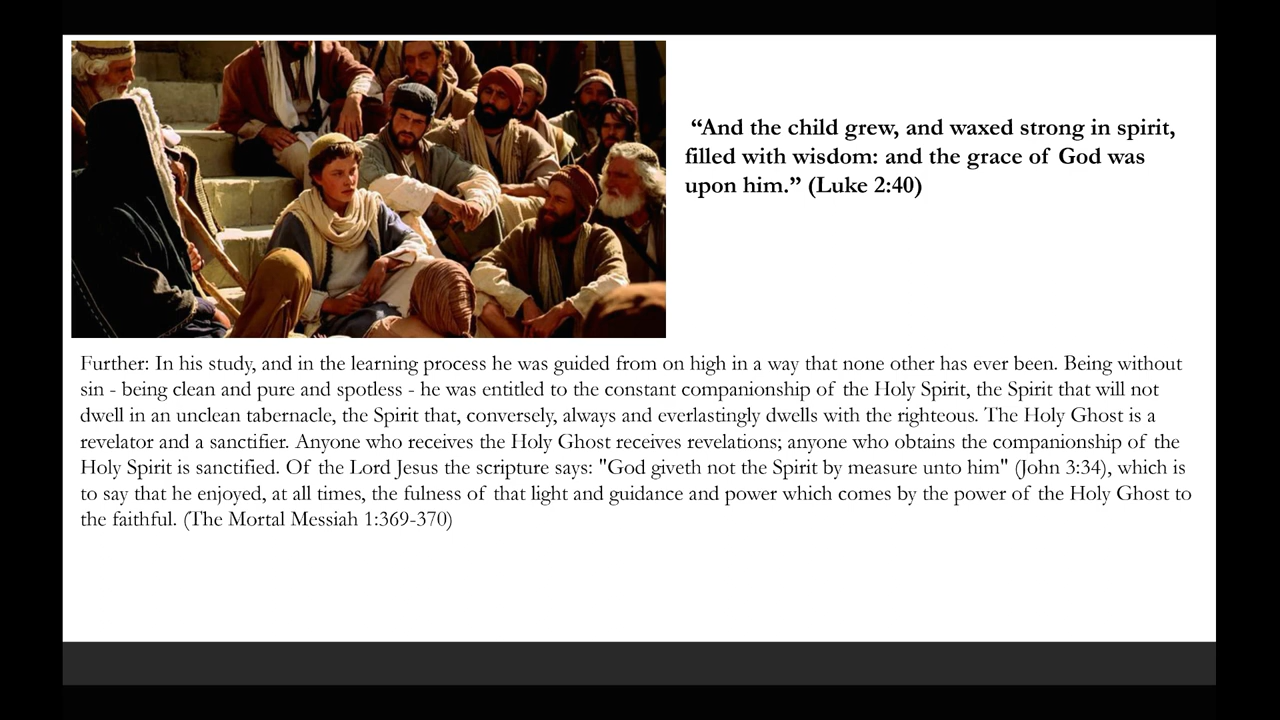 “And the child grew, and waxed strong in spirit,
filled with wisdom: and the grace of God was
upon him.” (Luke 2:40)
Further: In his study, and in the learning process he was guided from on high in a way that none other has ever been. Being without
sin - being clean and pure and spotless - he was entitled to the constant companionship of the Holy Spirit, the Spirit that will not
dwell in an unclean tabernacle, the Spirit that, conversely, always and everlastingly dwells with the righteous. The Holy Ghost is a
revelator and a sanctifier. Anyone who receives the Holy Ghost receives revelations; anyone who obtains the companionship of the
Holy Spirit is sanctified. Of the Lord Jesus the scripture says: "God giveth not the Spirit by measure unto him" (John 3:34), which is
to say that he enjoyed, at all times, the fulness of that light and guidance and power which comes by the power of the Holy Ghost to
the faithful. (The Mortal Messiah 1:369-370)